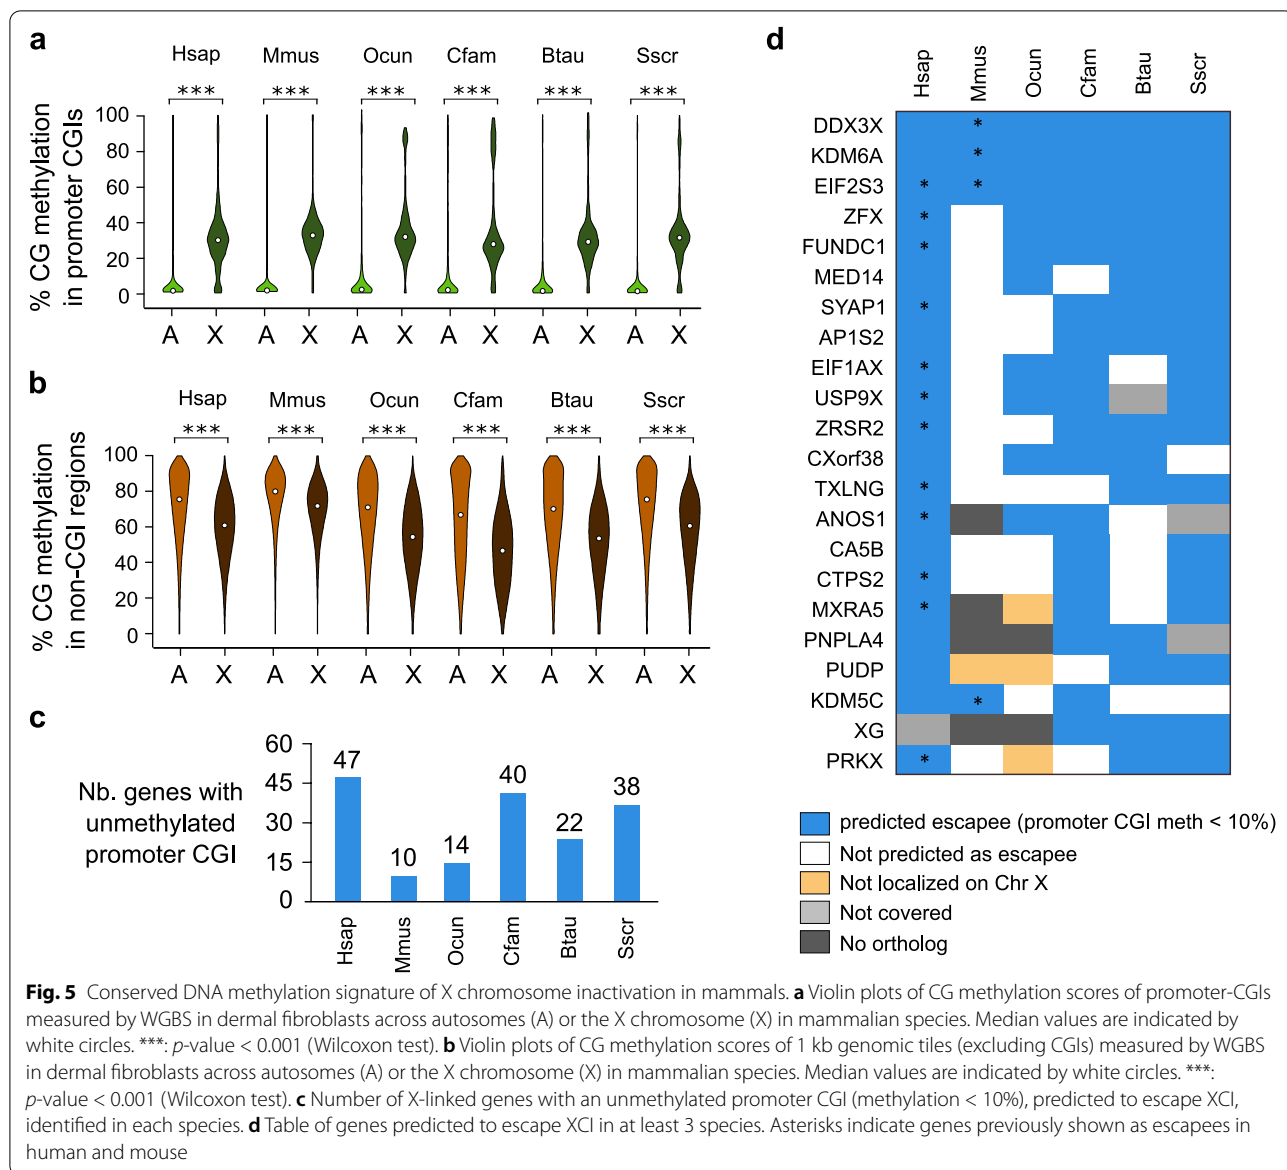 a
Hsap Mmus Ocun Cfam Btau Sscr
*** *** *** *** *** ***
% CG methylation
in promoter CGIs
100
80
60
40
20
0
A X A X A X A X A X A X
b
Hsap Mmus Ocun Cfam Btau Sscr
*** *** *** *** *** ***
% CG methylation
in non-CGI regions
100
80
60
40
20
0
A X A X A X A X A X A X
c
Nb. genes with
unmethylated
promoter CGI
60
45
30
15
0
47 10 14 40 22 38
Hsap Mmus Ocun Cfam Btau Sscr
d
Hsap Mmus Ocun Cfam Btau Sscr
DDX3X *
KDM6A *
EIF2S3 * *
ZFX *
FUNDC1 *
MED14
SYAP1 *
AP1S2
EIF1AX *
USP9X *
ZRSR2 *
CXorf38
TXLNG *
ANOS1 *
CA5B
CTPS2 *
MXRA5 *
PNPLA4
PUDP
KDM5C *
XG
PRKX *
predicted escapee (promoter CGI meth < 10%)
Not predicted as escapee
Not localized on Chr X
Not covered
No ortholog
Fig. 5 Conserved DNA methylation signature of X chromosome inactivation in mammals. a Violin plots of CG methylation scores of promoter-CGIs
measured by WGBS in dermal fibroblasts across autosomes (A) or the X chromosome (X) in mammalian species. Median values are indicated by
white circles. ***: p-value < 0.001 (Wilcoxon test). b Violin plots of CG methylation scores of 1 kb genomic tiles (excluding CGIs) measured by WGBS
in dermal fibroblasts across autosomes (A) or the X chromosome (X) in mammalian species. Median values are indicated by white circles. ***:
p-value < 0.001 (Wilcoxon test). c Number of X-linked genes with an unmethylated promoter CGI (methylation < 10%), predicted to escape XCI,
identified in each species. d Table of genes predicted to escape XCI in at least 3 species. Asterisks indicate genes previously shown as escapees in
human and mouse